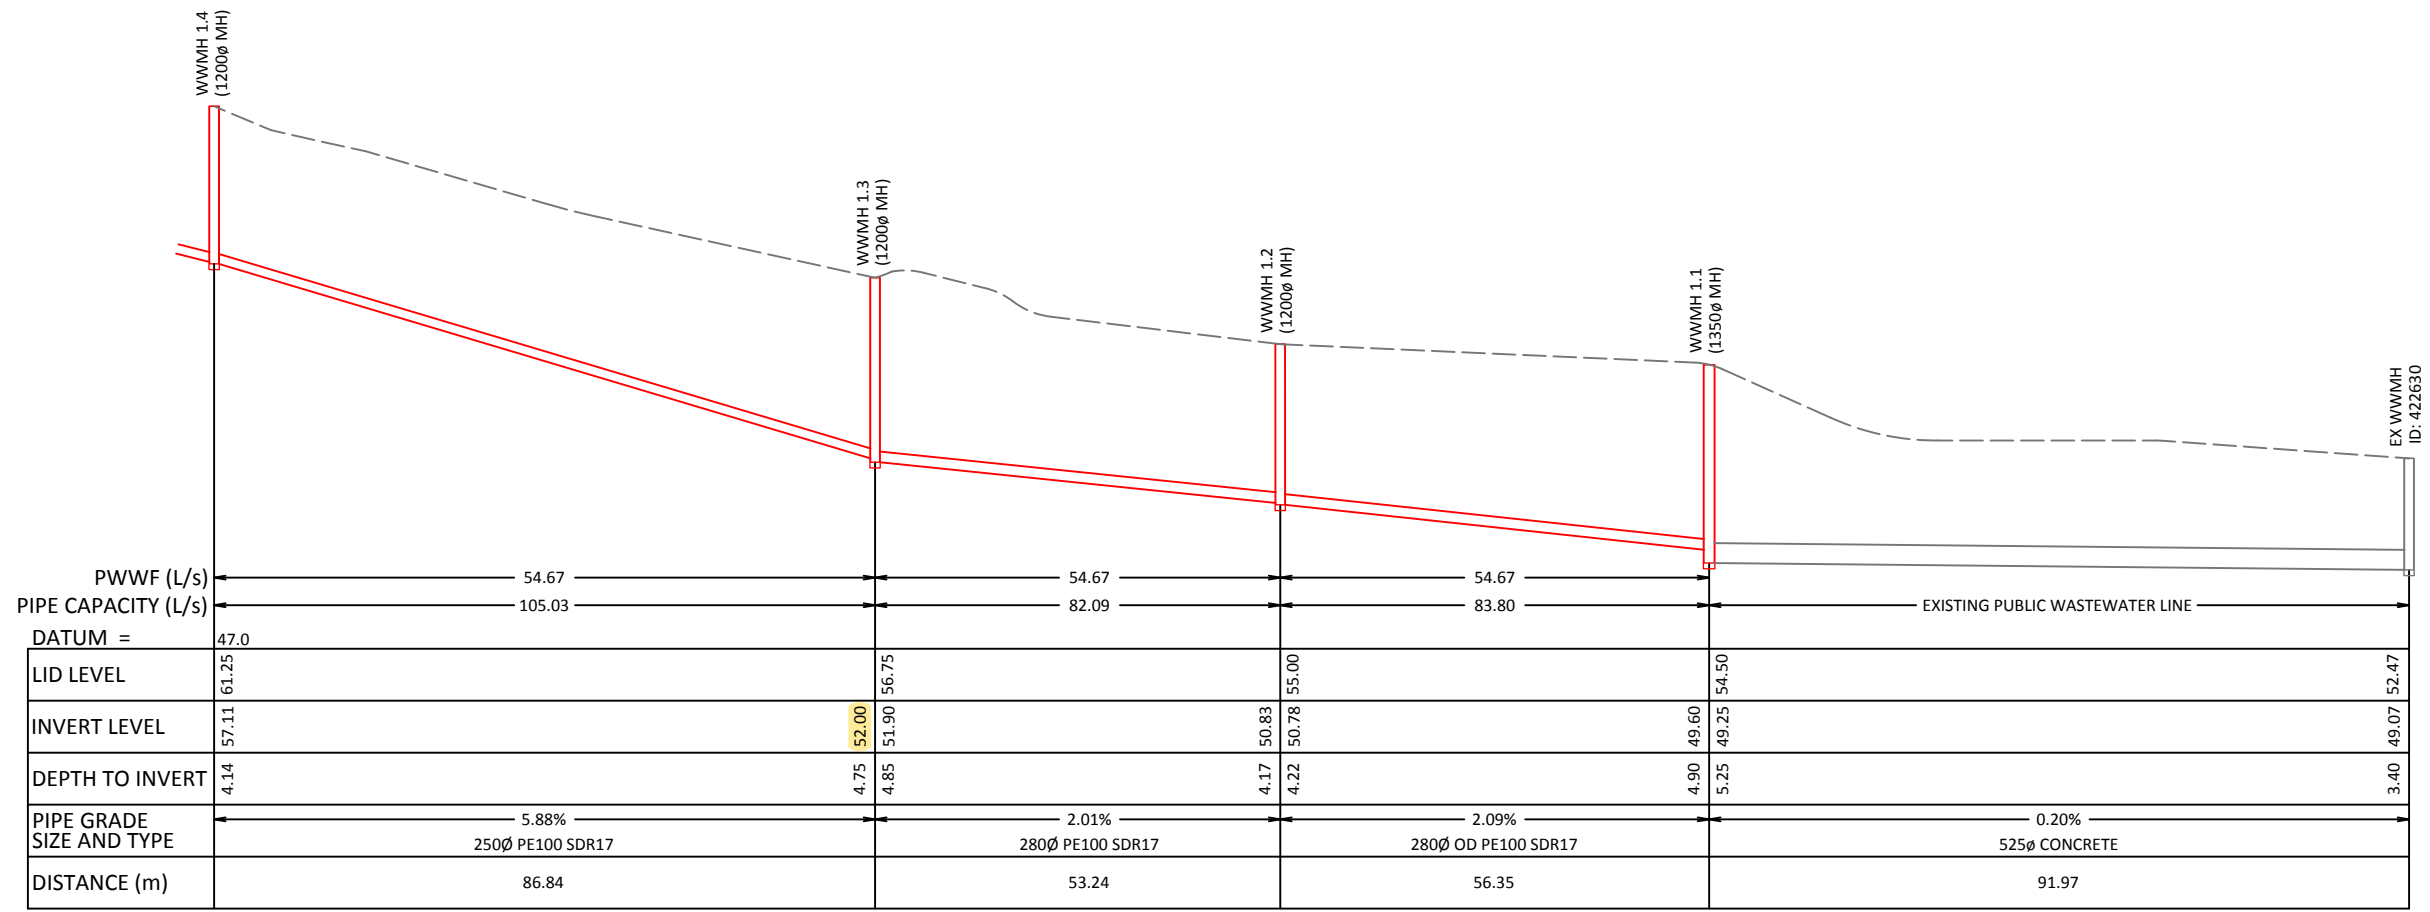 WWMH 1.4
(1200ø MH)
WWMH 1.3
(1200ø MH)
WWMH 1.2
(1200ø MH)
WWMH 1.1
(1350ø MH)
EX WWMH
ID: 422630
PWWF (L/s) 54.67 54.67 54.67
PIPE CAPACITY (L/s) 105.03 82.09 83.80 EXISTING PUBLIC WASTEWATER LINE
DATUM = 47.0
LID LEVEL 61.25 56.75 55.00 54.50 52.47
INVERT LEVEL 57.11 52.00 51.90 50.83 50.78 49.60 49.25 49.07
DEPTH TO INVERT 4.14 4.75 4.85 4.17 4.22 4.90 5.25 3.40
PIPE GRADE 5.88% 2.01% 2.09% 0.20%
SIZE AND TYPE 250Ø PE100 SDR17 280Ø PE100 SDR17 280Ø OD PE100 SDR17 525ø CONCRETE
DISTANCE (m) 86.84 53.24 56.35 91.97